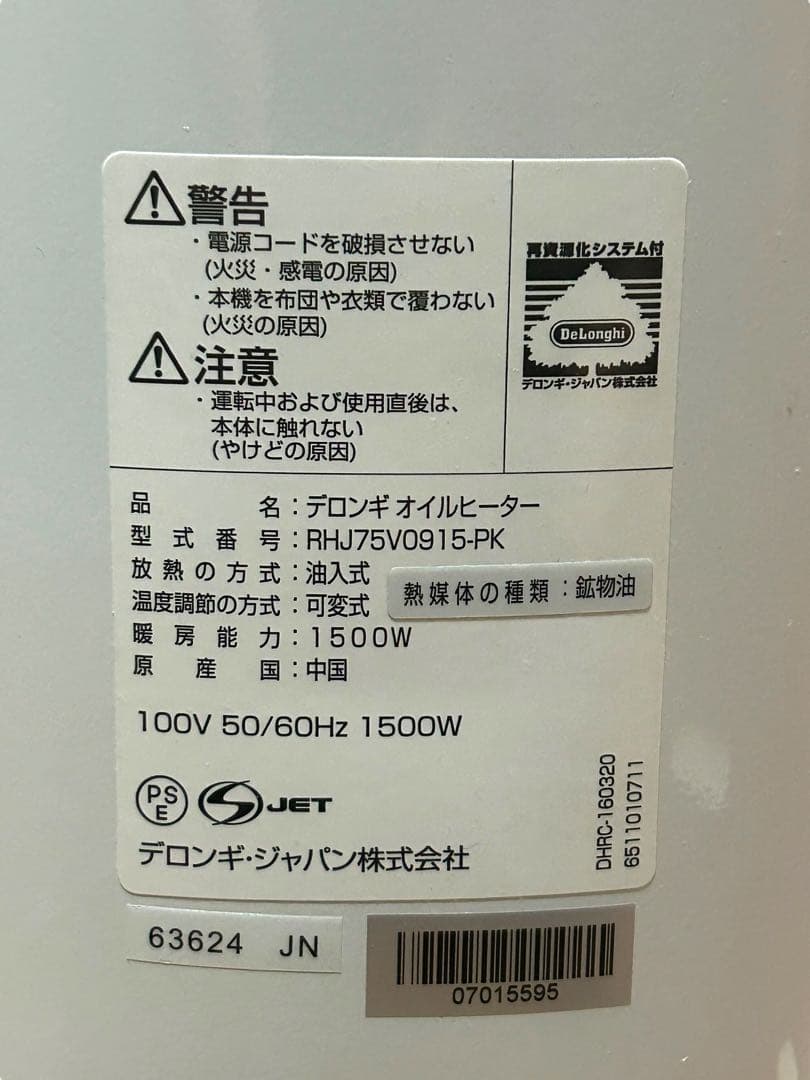 警告
・電源コードを破損させない
(火災・感電の原因)
・本機を布団や衣類で覆わない
(火災の原因)
注意
・運転中および使用直後は、
本体に触れない
(やけどの原因)
再資源化システム付
DeLonghi
デロンギ・ジャパン株式会社
品名：デロンギ オイルヒーター
型式番号：RHJ75V0915-PK
放熱の方式：油入式
熱媒体の種類：鉱物油
温度調節の方式：可変式
暖房能力：1500W
原産国：中国
100V 50/60Hz 1500W
PS E
JET
デロンギ・ジャパン株式会社
DHRC-160320
6511010711
63624 JN
07015595